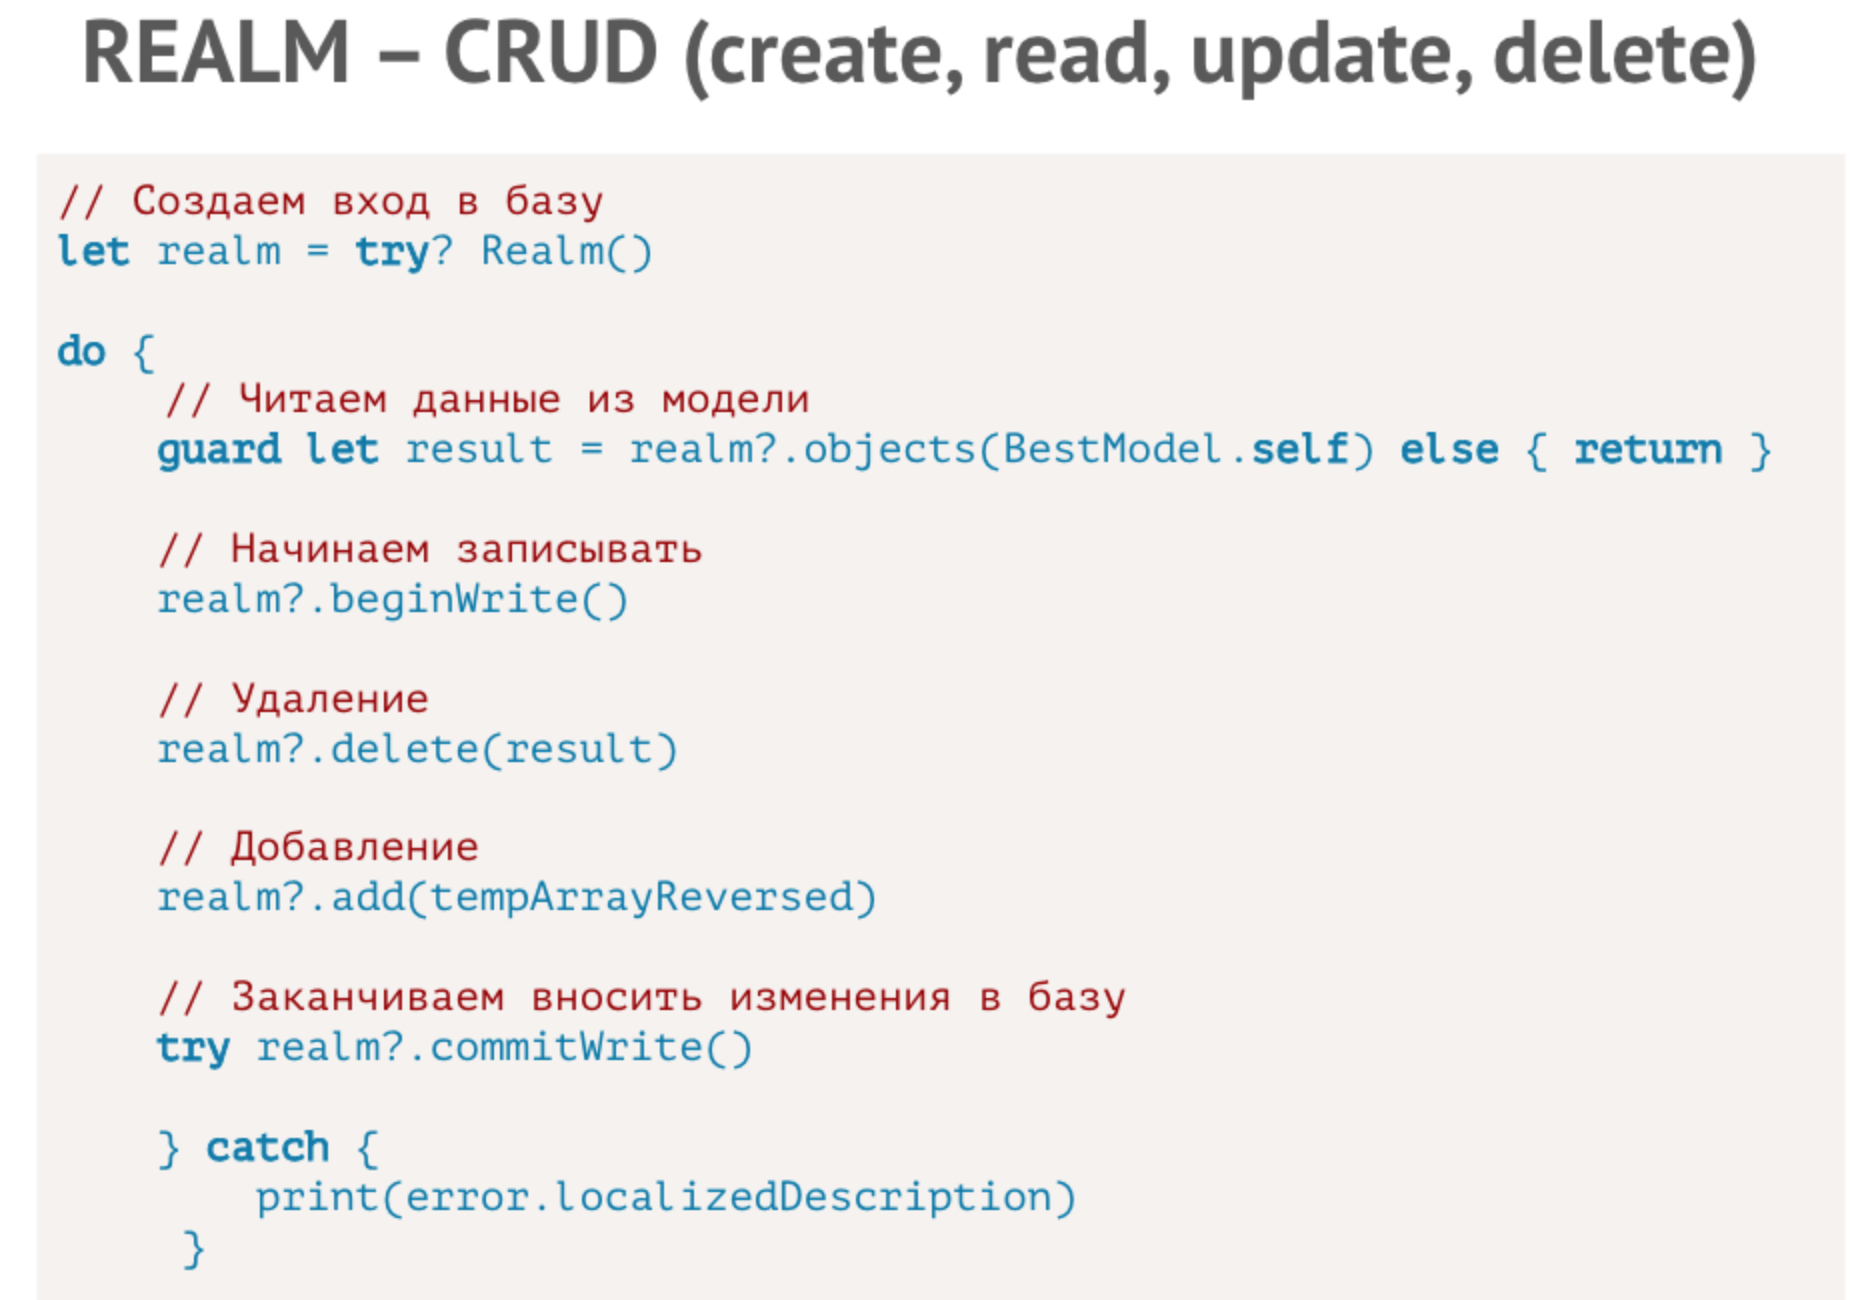 REALM – CRUD (create, read, update, delete)
// Создаем вход в базу
let realm = try? Realm()
do {
// Читаем данные из модели
guard let result = realm?.objects(BestModel.self) else { return }
// Начинаем записывать
realm?.beginWrite()
// Удаление
realm?.delete(result)
// Добавление
realm?.add(tempArrayReversed)
// Заканчиваем вносить изменения в базу
try realm?.commitWrite()
} catch {
print(error.localizedDescription)
}